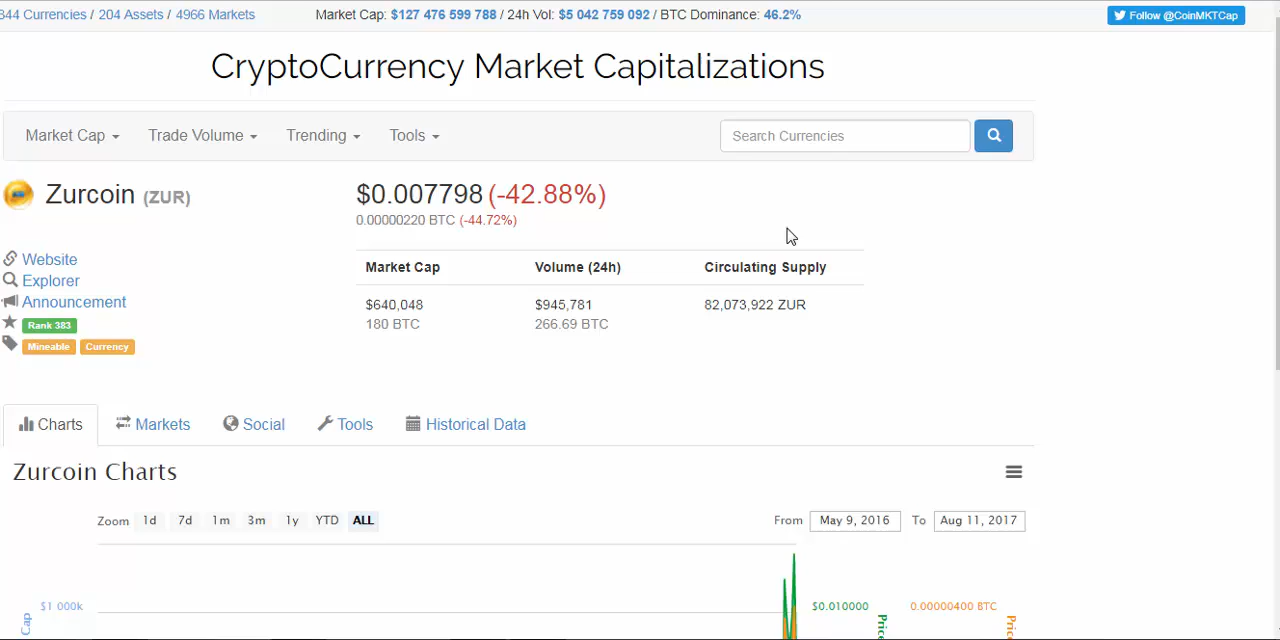 844 Currencies / 204 Assets / 4966 Markets Market Cap: $127 476 599 788 / 24h Vol: $5 042 759 092 / BTC Dominance: 46.2% Follow @CoinMKTCap
CryptoCurrency Market Capitalizations
Market Cap Trade Volume Trending Tools Search Currencies
Zurcoin (ZUR) $0.007798 (-42.88%)
0.00000220 BTC (-44.72%)
Website
Market Cap Volume (24h) Circulating Supply
Explorer
Announcement $640,048 $945,781 82,073,922 ZUR
Rank 383 180 BTC 266.69 BTC
Mineable Currency
Charts Markets Social Tools Historical Data
Zurcoin Charts
Zoom 1d 7d 1m 3m 1y YTD ALL From May 9, 2016 To Aug 11, 2017
$1 000k $0.010000 0.00000400 BTC
Cap Price Price